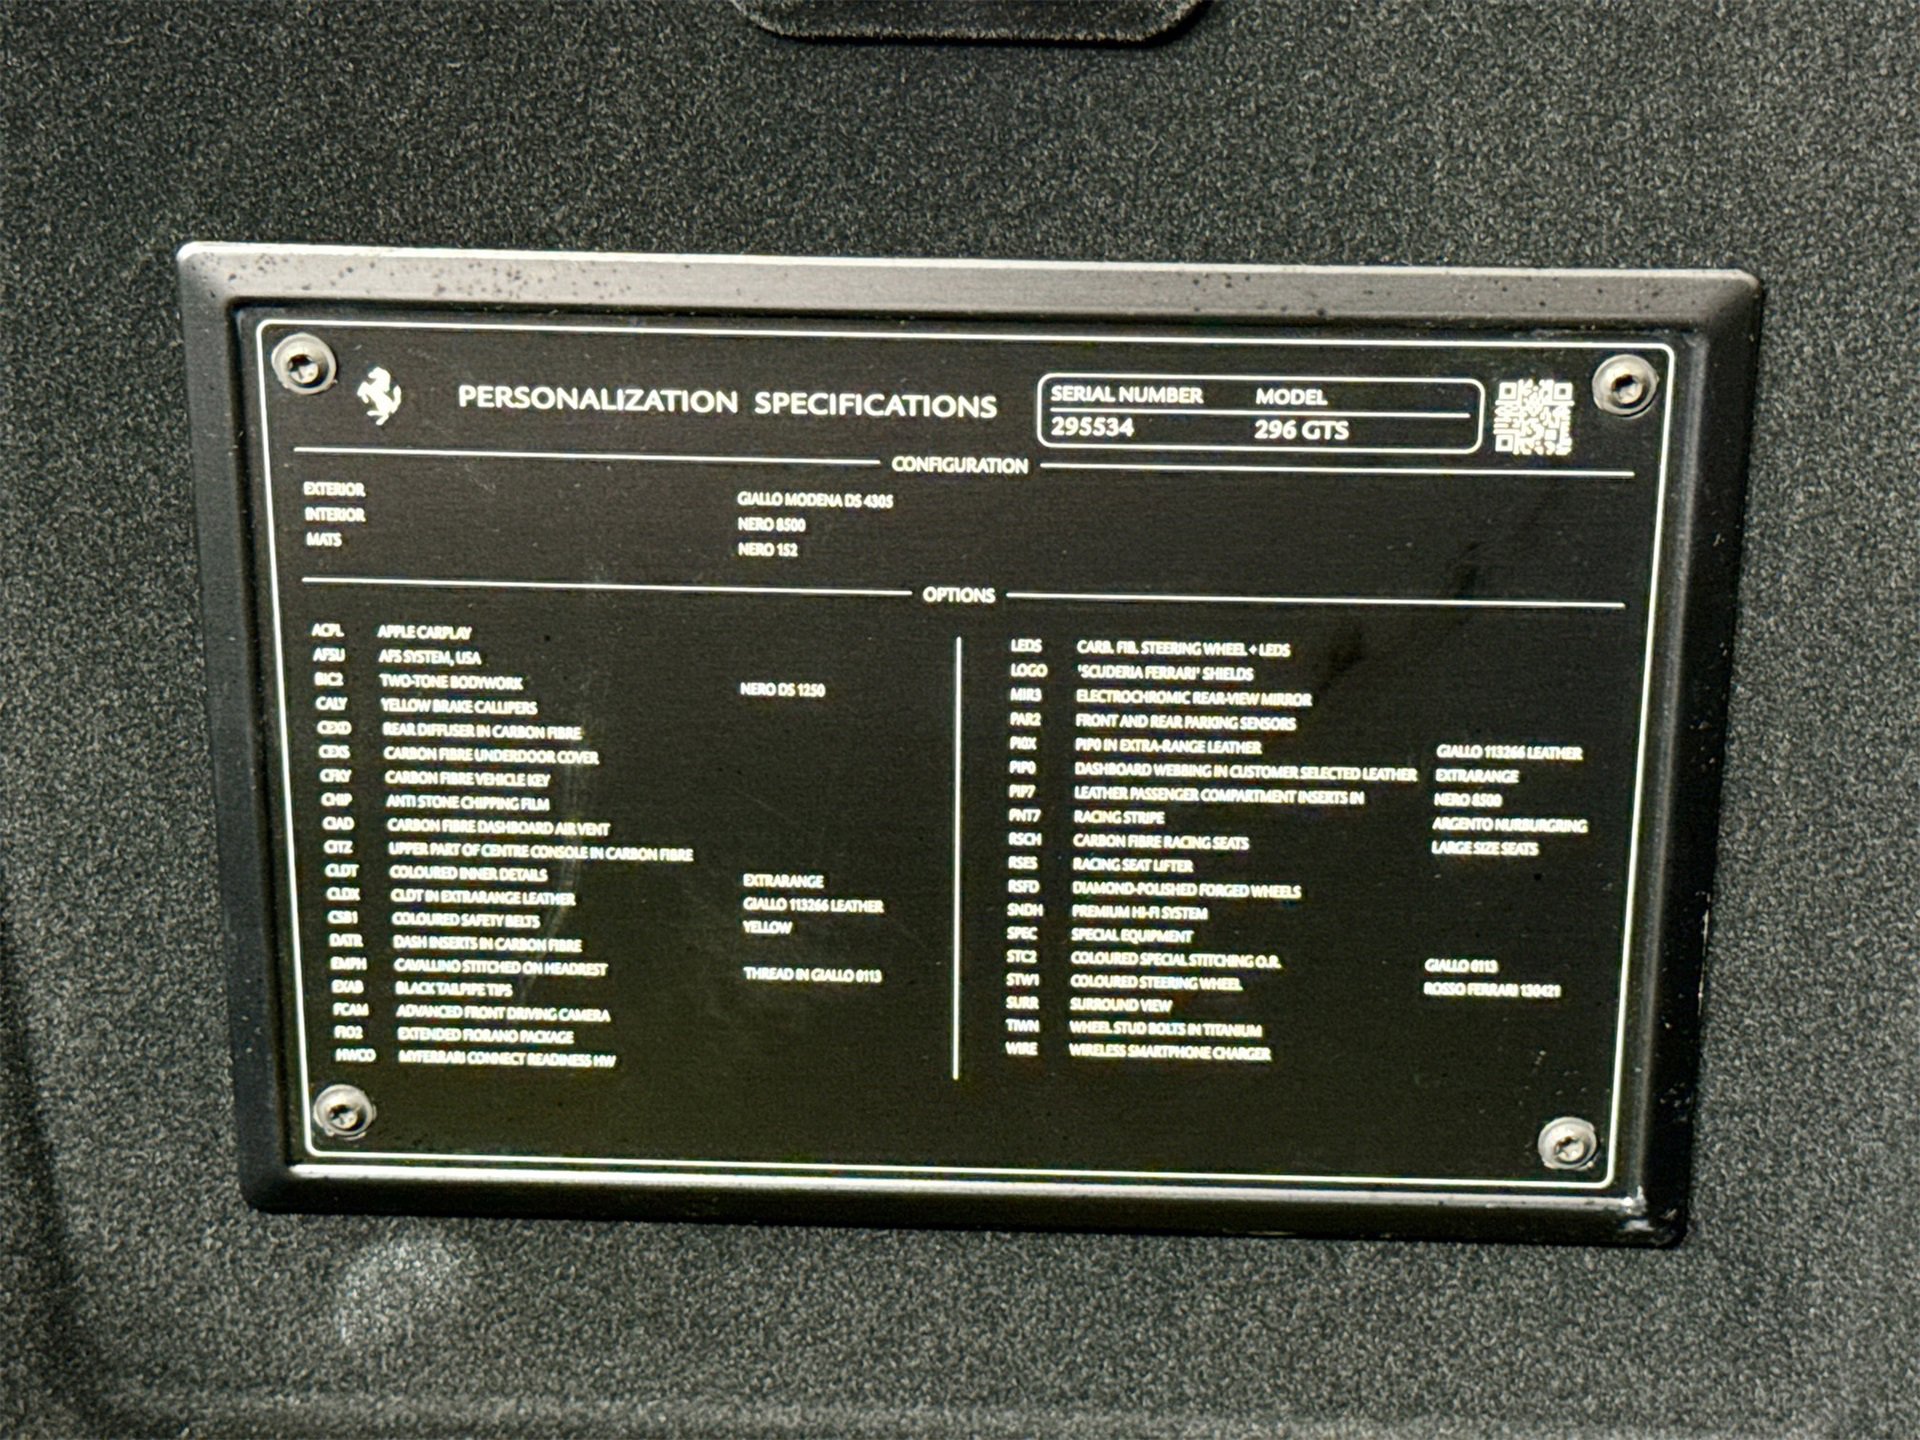 PERSONALIZATION SPECIFICATIONS
SERIAL NUMBER MODEL
295534 296 GTS
CONFIGURATION
EXTERIOR GIALLO MODENA DS 4305
INTERIOR NERO 8500
MATS NERO 152
OPTIONS
ACPL APPLE CARPLAY
AFSU AFS SYSTEM, USA
BIC2 TWO-TONE BODYWORK NERO DS 1250
CALY YELLOW BRAKE CALLIPERS
CEXD REAR DIFFUSER IN CARBON FIBRE
CEXS CARBON FIBRE UNDERDOOR COVER
CFKY CARBON FIBRE VEHICLE KEY
CHIP ANTI STONE CHIPPING FILM
CIAD CARBON FIBRE DASHBOARD AIR VENT
CITZ UPPER PART OF CENTRE CONSOLE IN CARBON FIBRE
CLDT COLOURED INNER DETAILS EXTRARANGE
CLDX CLDT IN EXTRARANGE LEATHER GIALLO 113266 LEATHER
CSB1 COLOURED SAFETY BELTS YELLOW
DATR DASH INSERTS IN CARBON FIBRE
EMPH CAVALLINO STITCHED ON HEADREST THREAD IN GIALLO 0113
EXAB BLACK TAILPIPE TIPS
FCAM ADVANCED FRONT DRIVING CAMERA
FIO2 EXTENDED FIORANO PACKAGE
HWCO MYFERRARI CONNECT READINESS HW
LEDS CARB. FIB. STEERING WHEEL + LEDS
LOGO 'SCUDERIA FERRARI' SHIELDS
MIR3 ELECTROCHROMIC REAR-VIEW MIRROR
PAR2 FRONT AND REAR PARKING SENSORS
PI0X PIP0 IN EXTRA-RANGE LEATHER GIALLO 113266 LEATHER
PIP0 DASHBOARD WEBBING IN CUSTOMER SELECTED LEATHER EXTRARANGE
PIP7 LEATHER PASSENGER COMPARTMENT INSERTS IN NERO 8500
PNT7 RACING STRIPE ARGENTO NURBURGRING
RSCH CARBON FIBRE RACING SEATS LARGE SIZE SEATS
RSES RACING SEAT LIFTER
RSFD DIAMOND-POLISHED FORGED WHEELS
SNDH PREMIUM HI-FI SYSTEM
SPEC SPECIAL EQUIPMENT
STC2 COLOURED SPECIAL STITCHING O.R. GIALLO 0113
STW1 COLOURED STEERING WHEEL ROSSO FERRARI 130421
SURR SURROUND VIEW
TIWN WHEEL STUD BOLTS IN TITANIUM
WIRE WIRELESS SMARTPHONE CHARGER